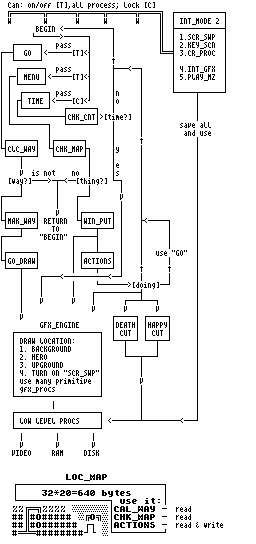 Can: on/off [T],all process; Lock [C]
BEGIN
INT_MODE 2
1.SCR_SWP
2.KEY_SCN
3.CR_PROC
4.INT_GFX
5.PLAY_MZ
pass
GO [T]
pass
MENU [T]
pass
TIME [C]
no
CHK_CNT [time?]
save all
and use
CLC_WAY
CHK_MAP
yes
is not no
[way?] [thing?]
MAK_WAY
RETURN
TO
"BEGIN"
WIN_PUT
use "GO"
GO_DRAW
ACTIONS
[doing]
GFX_ENGINE
DEATH
CUT
HAPPY
CUT
DRAW LOCATION:
1. BACKGROUND
2. HERO
3. UPGROUND
4. TURN ON "SCR_SWP"
use many primitive
gfx_procs
LOW LEVEL PROCS
VIDEO RAM DISK
LOC_MAP
32*20=640 bytes
use it:
CAL_WAY - read
CHK_MAP - read
ACTIONS - read & write